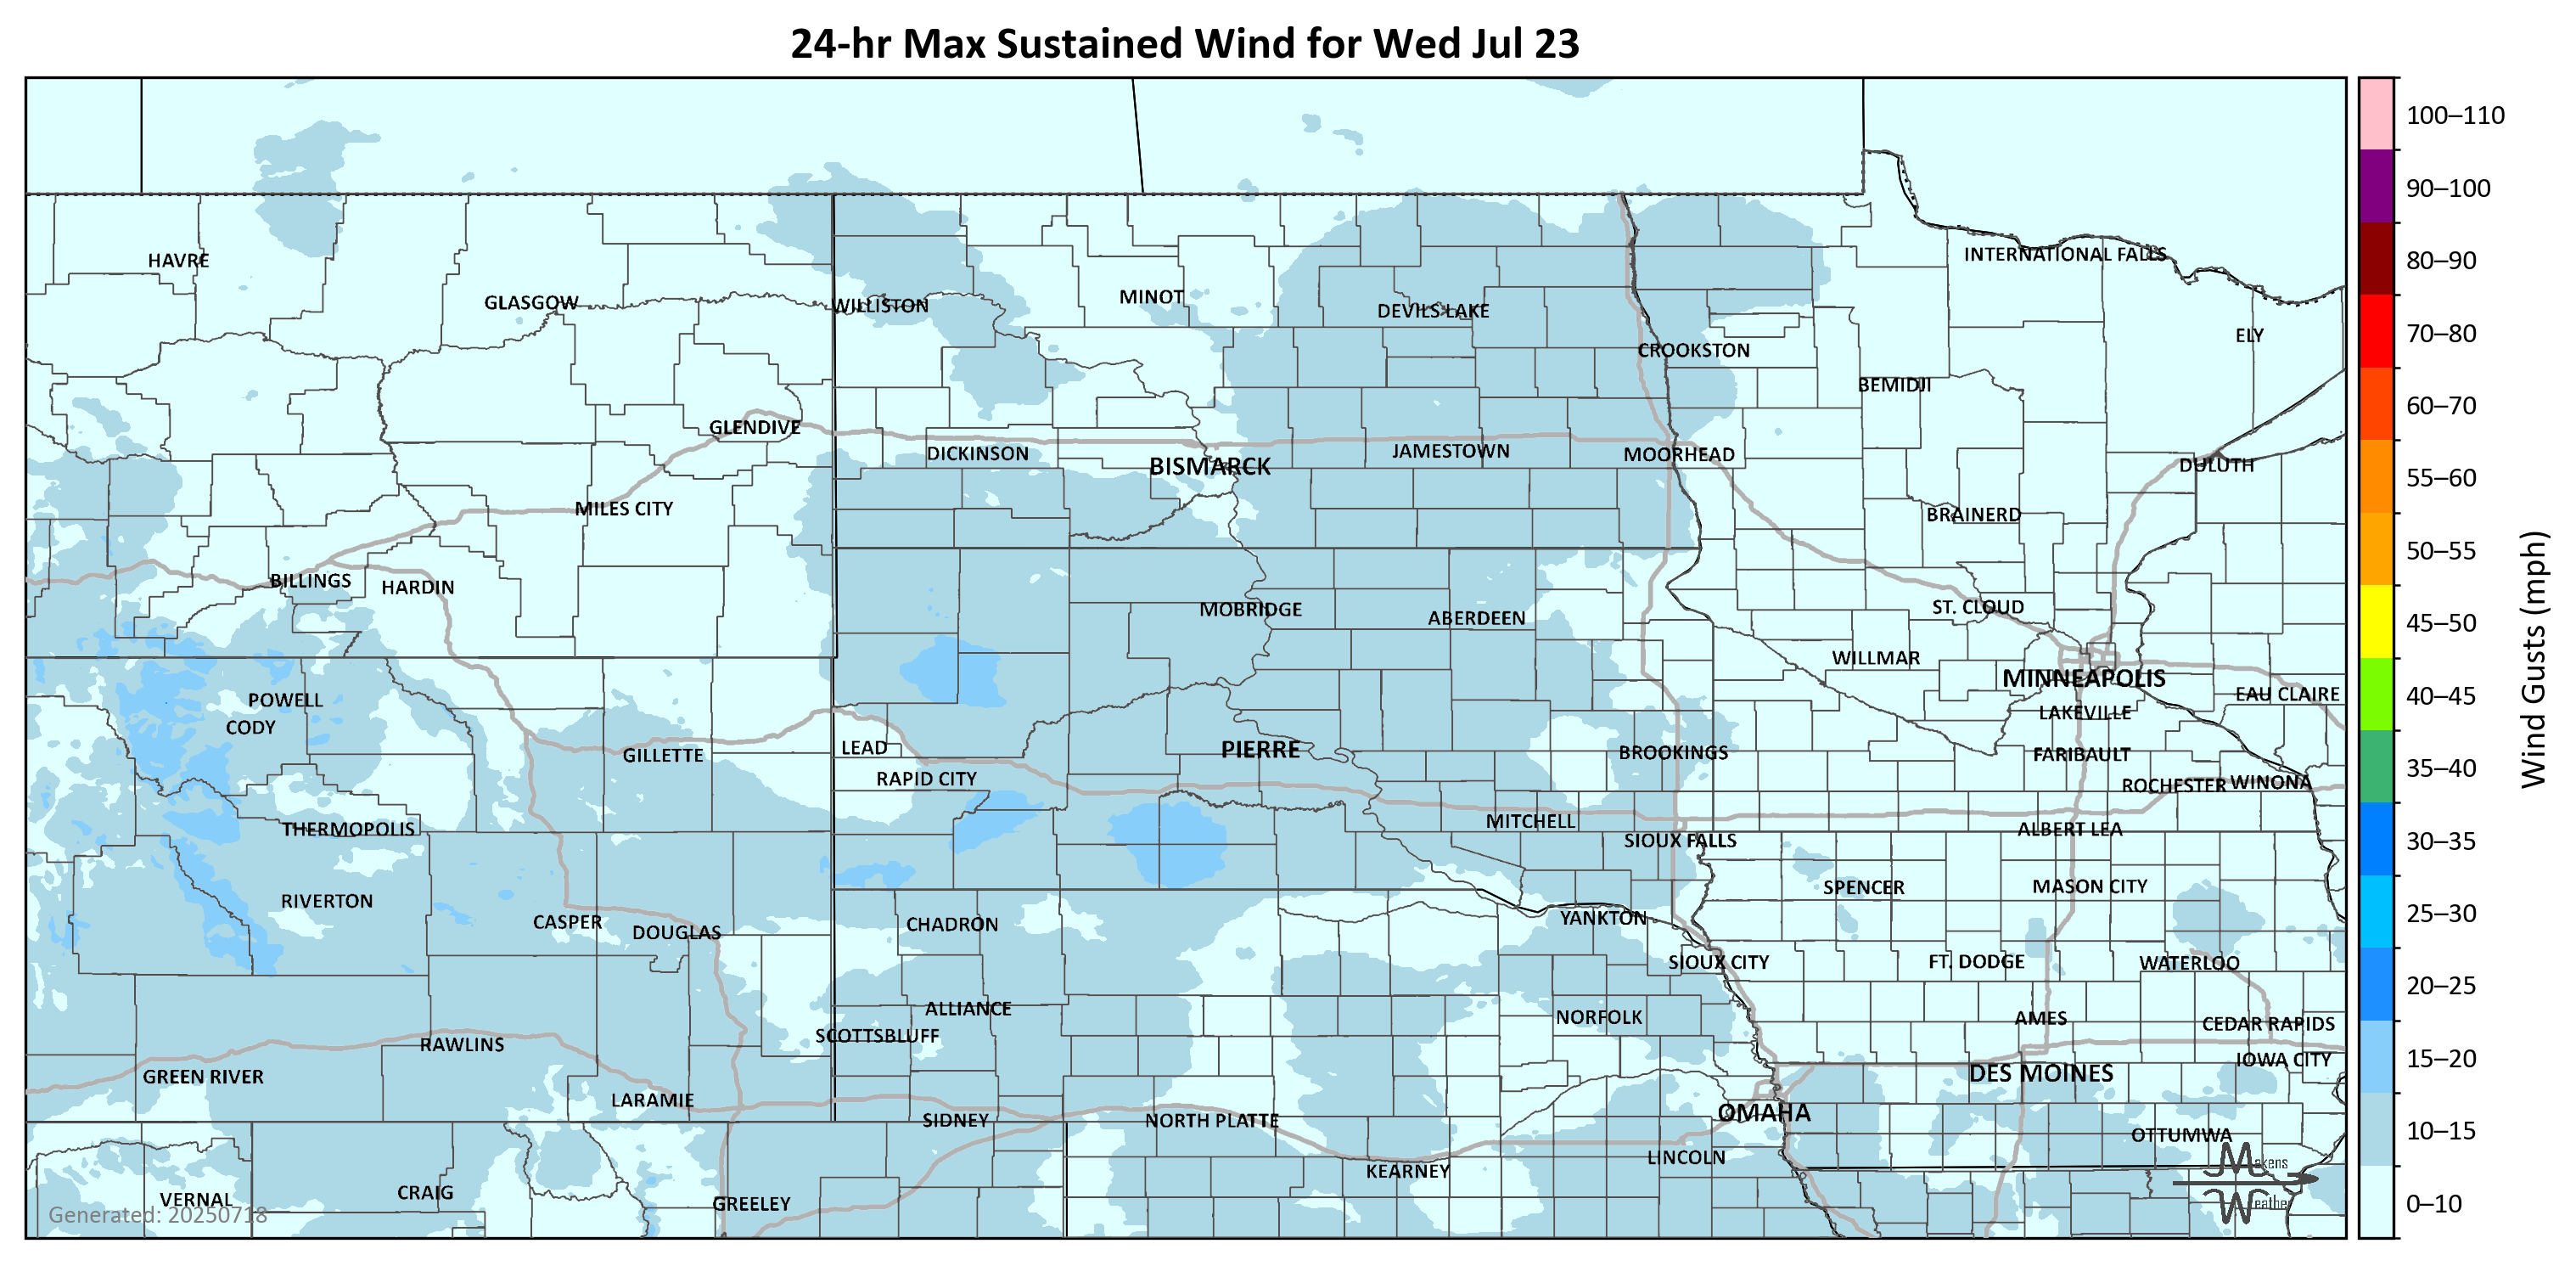 24-hr Max Sustained Wind for Wed Jul 23
100–110
90–100
80–90
70–80
60–70
55–60
50–55
45–50
40–45
35–40
30–35
25–30
20–25
15–20
10–15
0–10
Wind Gusts (mph)
HAVRE
INTERNATIONAL FALLS
GLASGOW
WILLISTON
MINOT
DEVILS LAKE
ELY
CROOKSTON
BEMIDJI
GLENDIVE
DICKINSON
BISMARCK
JAMESTOWN
MOORHEAD
DULUTH
MILES CITY
BRAINERD
BILLINGS
HARDIN
MOBRIDGE
ABERDEEN
ST. CLOUD
WILLMAR
MINNEAPOLIS
POWELL
EAU CLAIRE
CODY
LAKEVILLE
GILLETTE
LEAD
PIERRE
BROOKINGS
FARIBAULT
RAPID CITY
ROCHESTER
WINONA
THERMOPOLIS
MITCHELL
SIOUX FALLS
ALBERT LEA
RIVERTON
SPENCER
MASON CITY
CASPER
DOUGLAS
CHADRON
YANKTON
SIOUX CITY
FT. DODGE
WATERLOO
ALLIANCE
NORFOLK
AMES
CEDAR RAPIDS
SCOTTSBLUFF
RAWLINS
IOWA CITY
GREEN RIVER
DES MOINES
LARAMIE
SIDNEY
NORTH PLATTE
OMAHA
OTTUMWA
LINCOLN
KEARNEY
VERNAL
CRAIG
GREELEY
Generated: 20250718
Makens
Weather